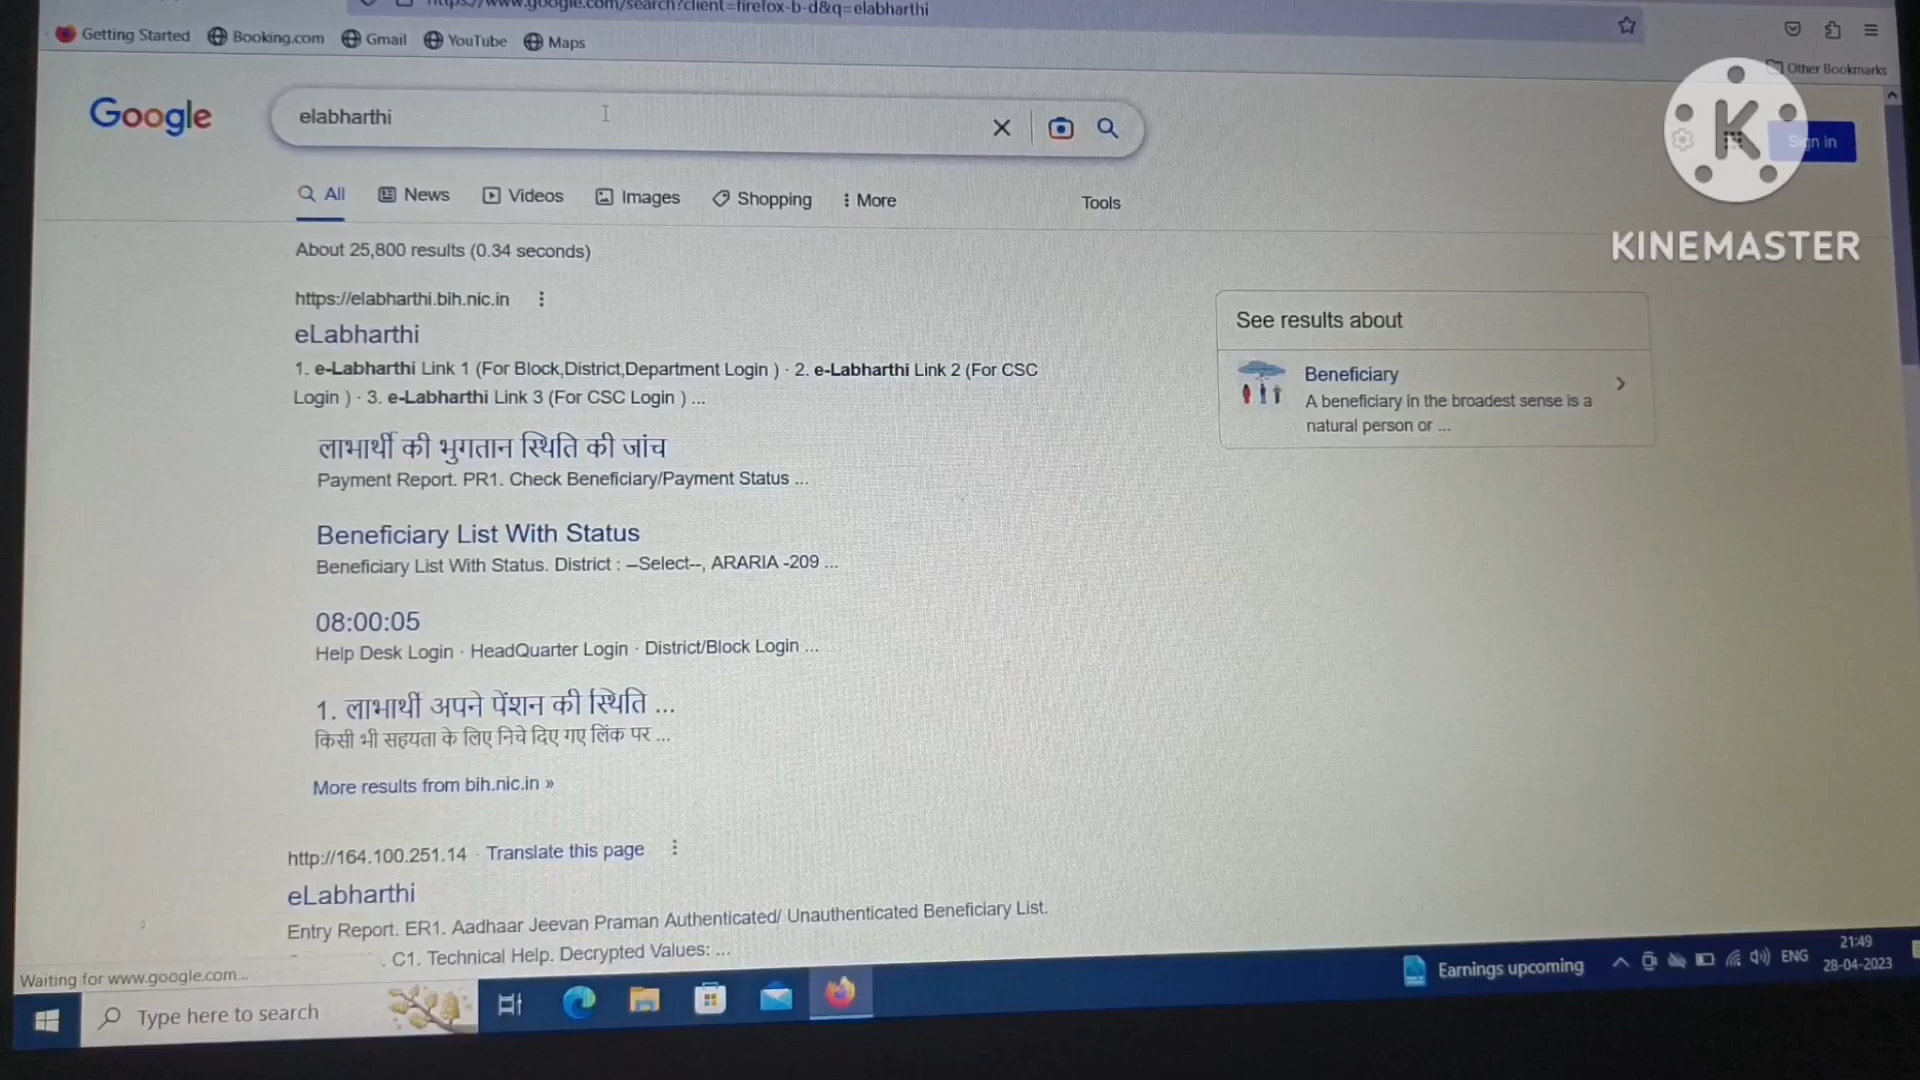 https://www.google.com/search?client=firefox-b-d&q=elabharthi
Getting Started
Booking.com
Gmail
YouTube
Maps
Other Bookmarks
Google
elabharthi
Sign in
K
KINEMASTER
All
News
Videos
Images
Shopping
More
Tools
About 25,800 results (0.34 seconds)
https://elabharthi.bih.nic.in
eLabharthi
1. e-Labharthi Link 1 (For Block,District,Department Login ) · 2. e-Labharthi Link 2 (For CSC
Login ) · 3. e-Labharthi Link 3 (For CSC Login ) ...
लाभार्थी की भुगतान स्थिति की जांच
Payment Report. PR1. Check Beneficiary/Payment Status ...
Beneficiary List With Status
Beneficiary List With Status. District : --Select--, ARARIA -209 ...
08:00:05
Help Desk Login · HeadQuarter Login · District/Block Login ...
1. लाभार्थी अपने पेंशन की स्थिति ...
किसी भी सहयता के लिए निचे दिए गए लिंक पर ...
More results from bih.nic.in »
See results about
Beneficiary
A beneficiary in the broadest sense is a
natural person or ...
http://164.100.251.14 · Translate this page
eLabharthi
Entry Report. ER1. Aadhaar Jeevan Praman Authenticated/ Unauthenticated Beneficiary List.
. C1. Technical Help. Decrypted Values: ...
Waiting for www.google.com...
Type here to search
Earnings upcoming
ENG
21:49
28-04-2023